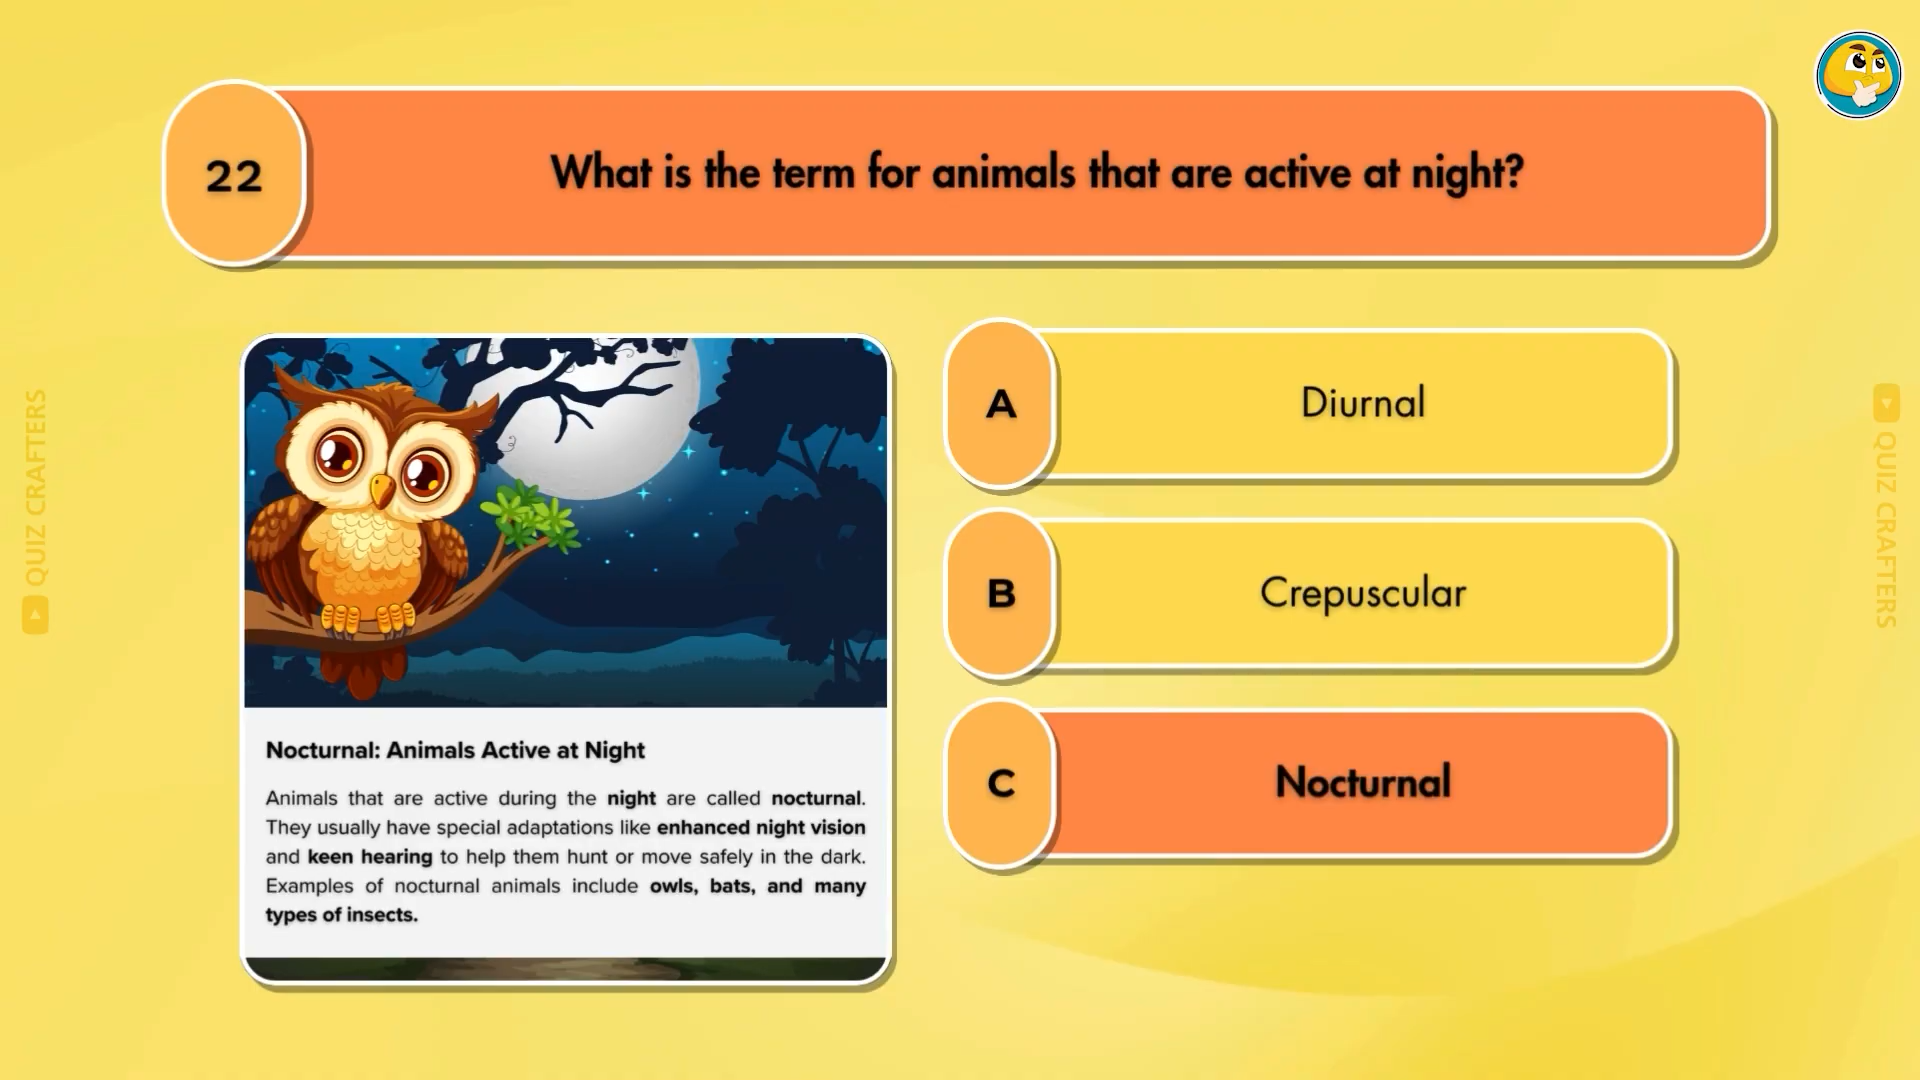 22
What is the term for animals that are active at night?
A
Diurnal
B
Crepuscular
C
Nocturnal
Nocturnal: Animals Active at Night
Animals that are active during the night are called nocturnal.
They usually have special adaptations like enhanced night vision
and keen hearing to help them hunt or move safely in the dark.
Examples of nocturnal animals include owls, bats, and many
types of insects.
QUIZ CRAFTERS
QUIZ CRAFTERS